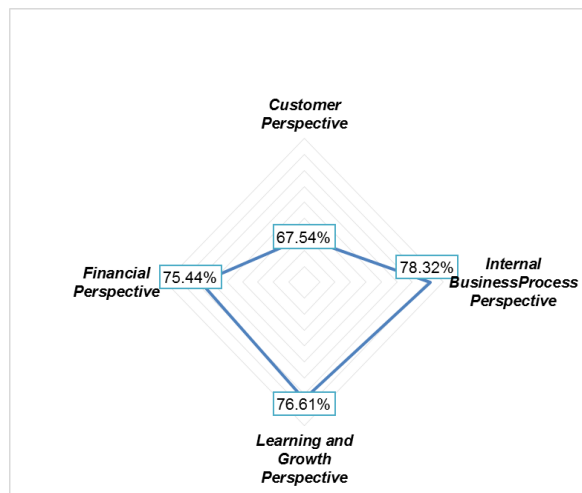 Customer
Perspective
67.54%
78.32%
Internal
BusinessProcess
Perspective
Financial
Perspective
75.44%
76.61%
Learning and
Growth
Perspective